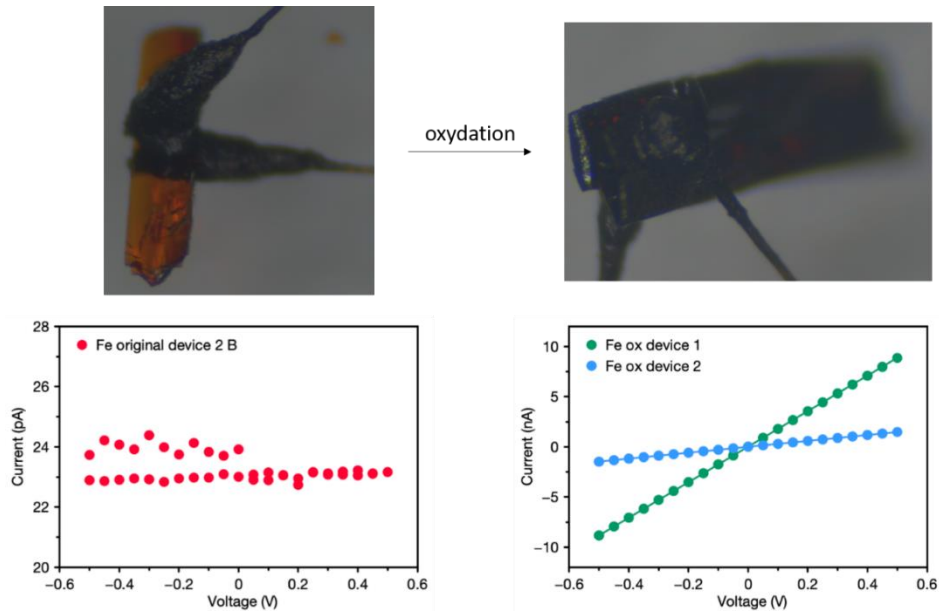 oxydation
28
26
24
22
20
Current (pA)
Fe original device 2 B
−0.6 −0.4 −0.2 0 0.2 0.4 0.6
Voltage (V)
10
5
0
−5
−10
Current (nA)
Fe ox device 1
Fe ox device 2
−0.6 −0.4 −0.2 0 0.2 0.4 0.6
Voltage (V)